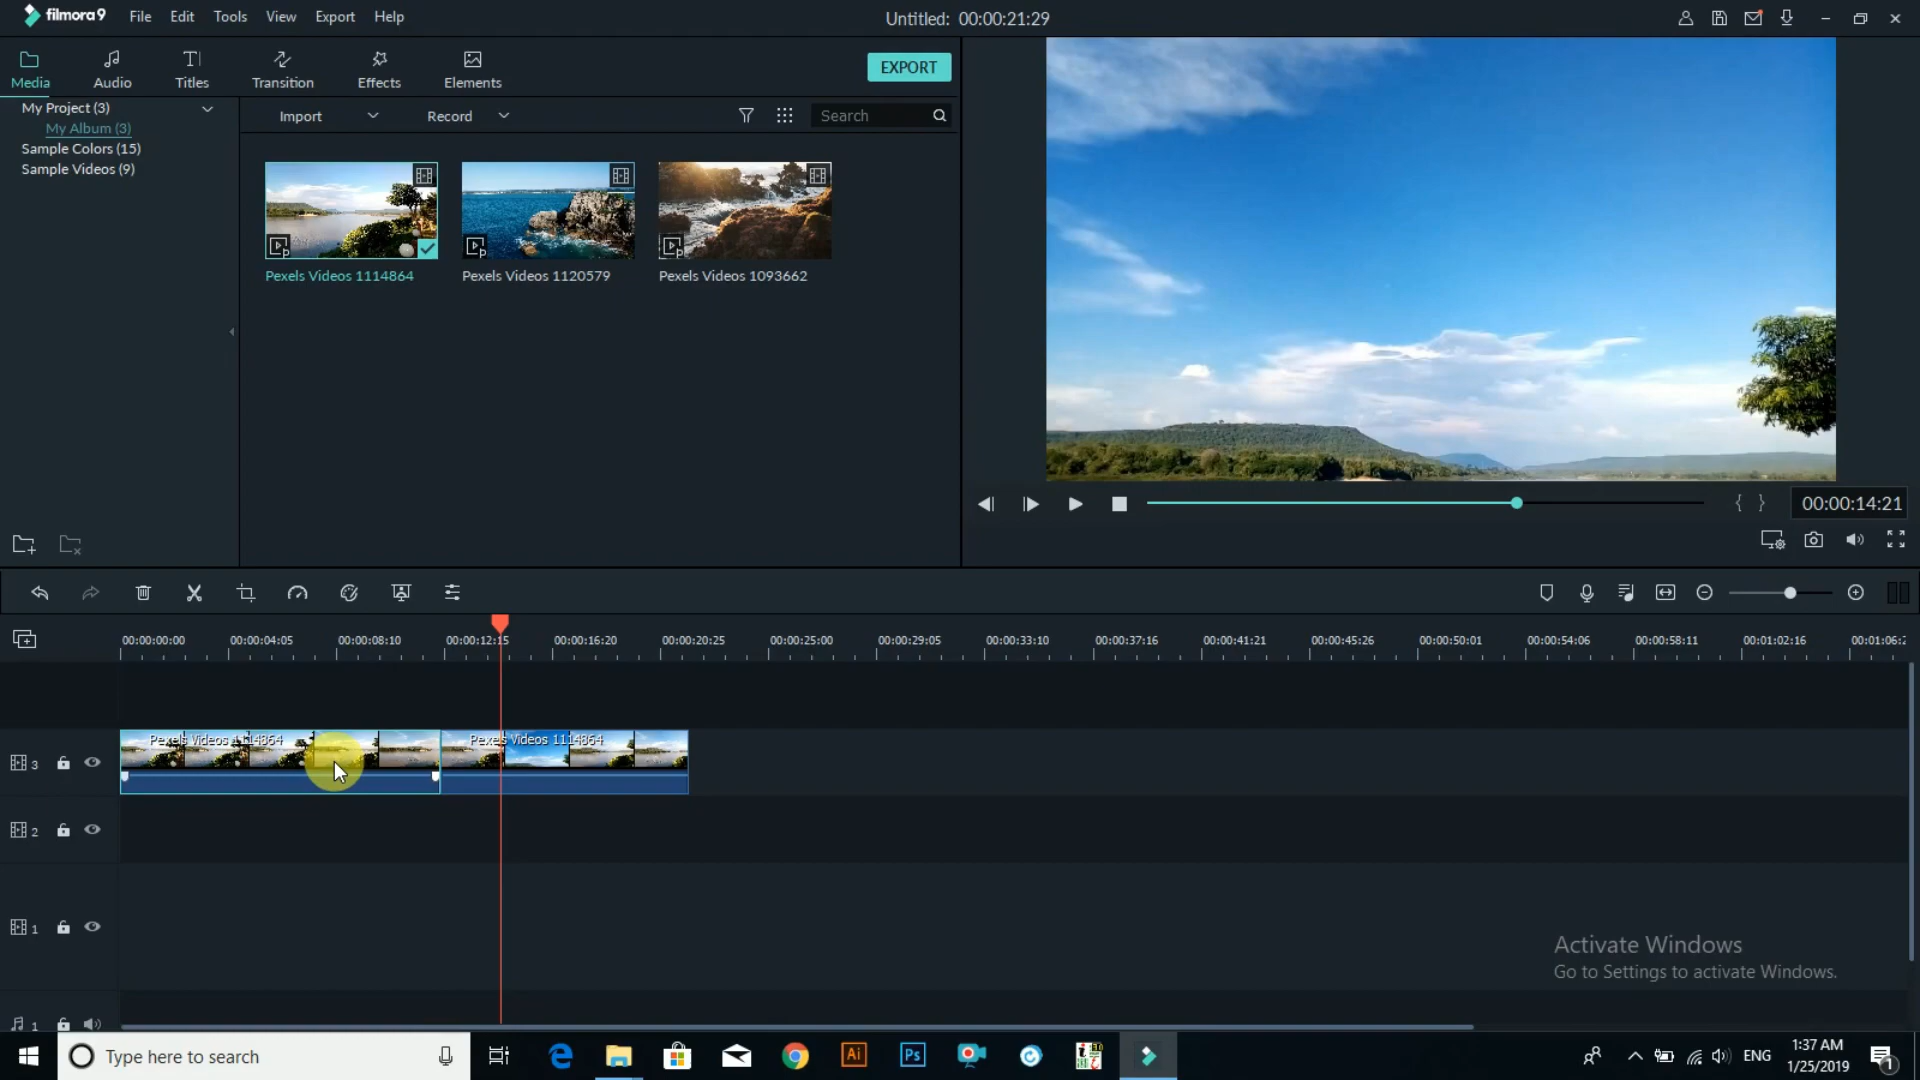 filmora9 File Edit Tools View Export Help
Untitled: 00:00:21:29
Media Audio Titles Transition Effects Elements
EXPORT
My Project (3)
My Album (3)
Sample Colors (15)
Sample Videos (9)
Import Record Search
Pexels Videos 1114864 Pexels Videos 1120579 Pexels Videos 1093662
{ } 00:00:14:21
00:00:00:00 00:00:04:05 00:00:08:10 00:00:12:15 00:00:16:20 00:00:20:25 00:00:25:00 00:00:29:05 00:00:33:10 00:00:37:16 00:00:41:21 00:00:45:26 00:00:50:01 00:00:54:06 00:00:58:11 00:01:02:16
Pexels Videos 1114864 Pexels Videos 1114864
3
2
1
1
Activate Windows
Go to Settings to activate Windows.
Type here to search
Ai Ps
ENG
1:37 AM
1/25/2019
1